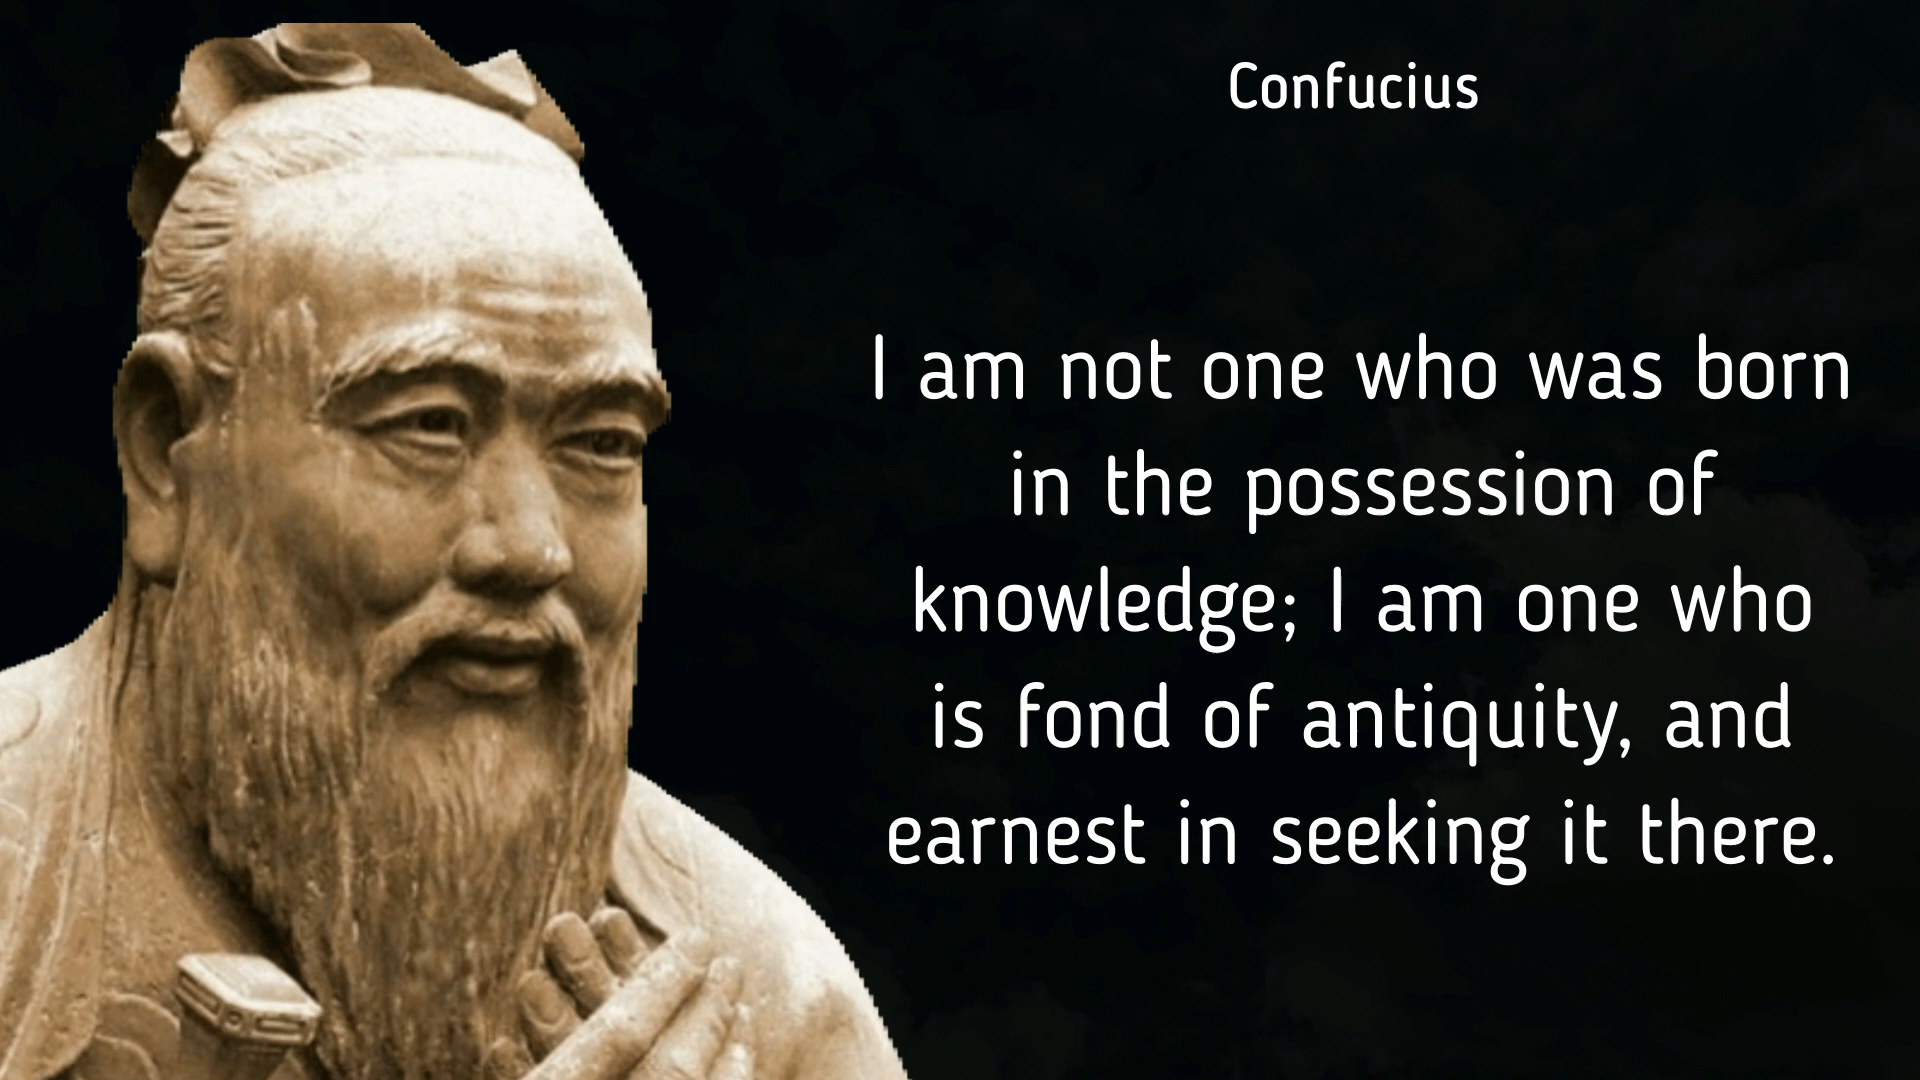 Confucius
I am not one who was born
in the possession of
knowledge; I am one who
is fond of antiquity, and
earnest in seeking it there.